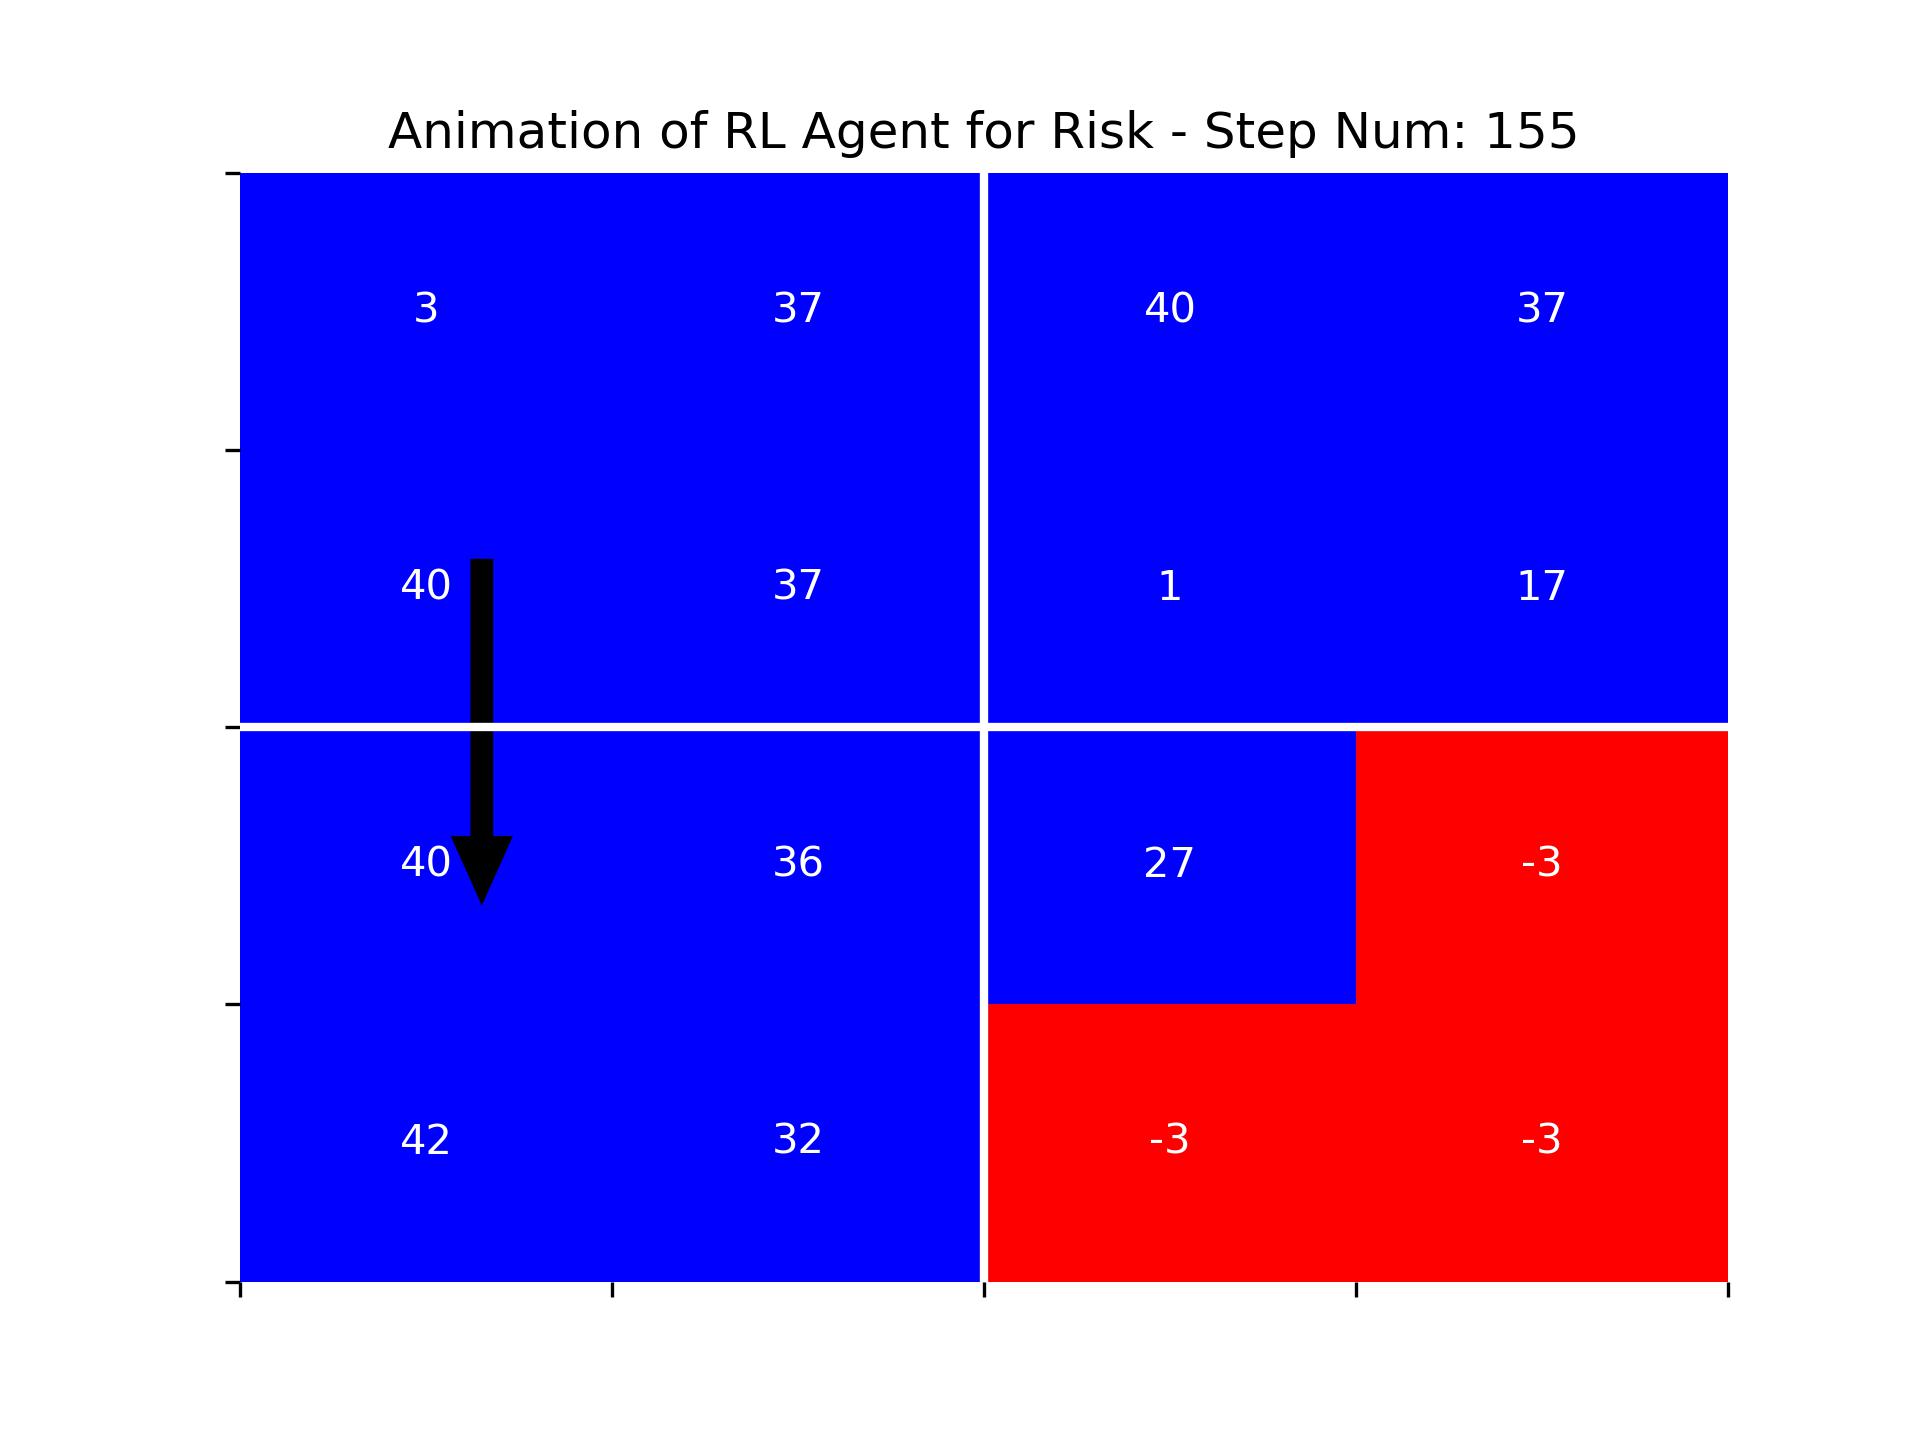 Animation of RL Agent for Risk - Step Num: 155
3 37 40 37
40 37 1 17
40 36 27 -3
42 32 -3 -3